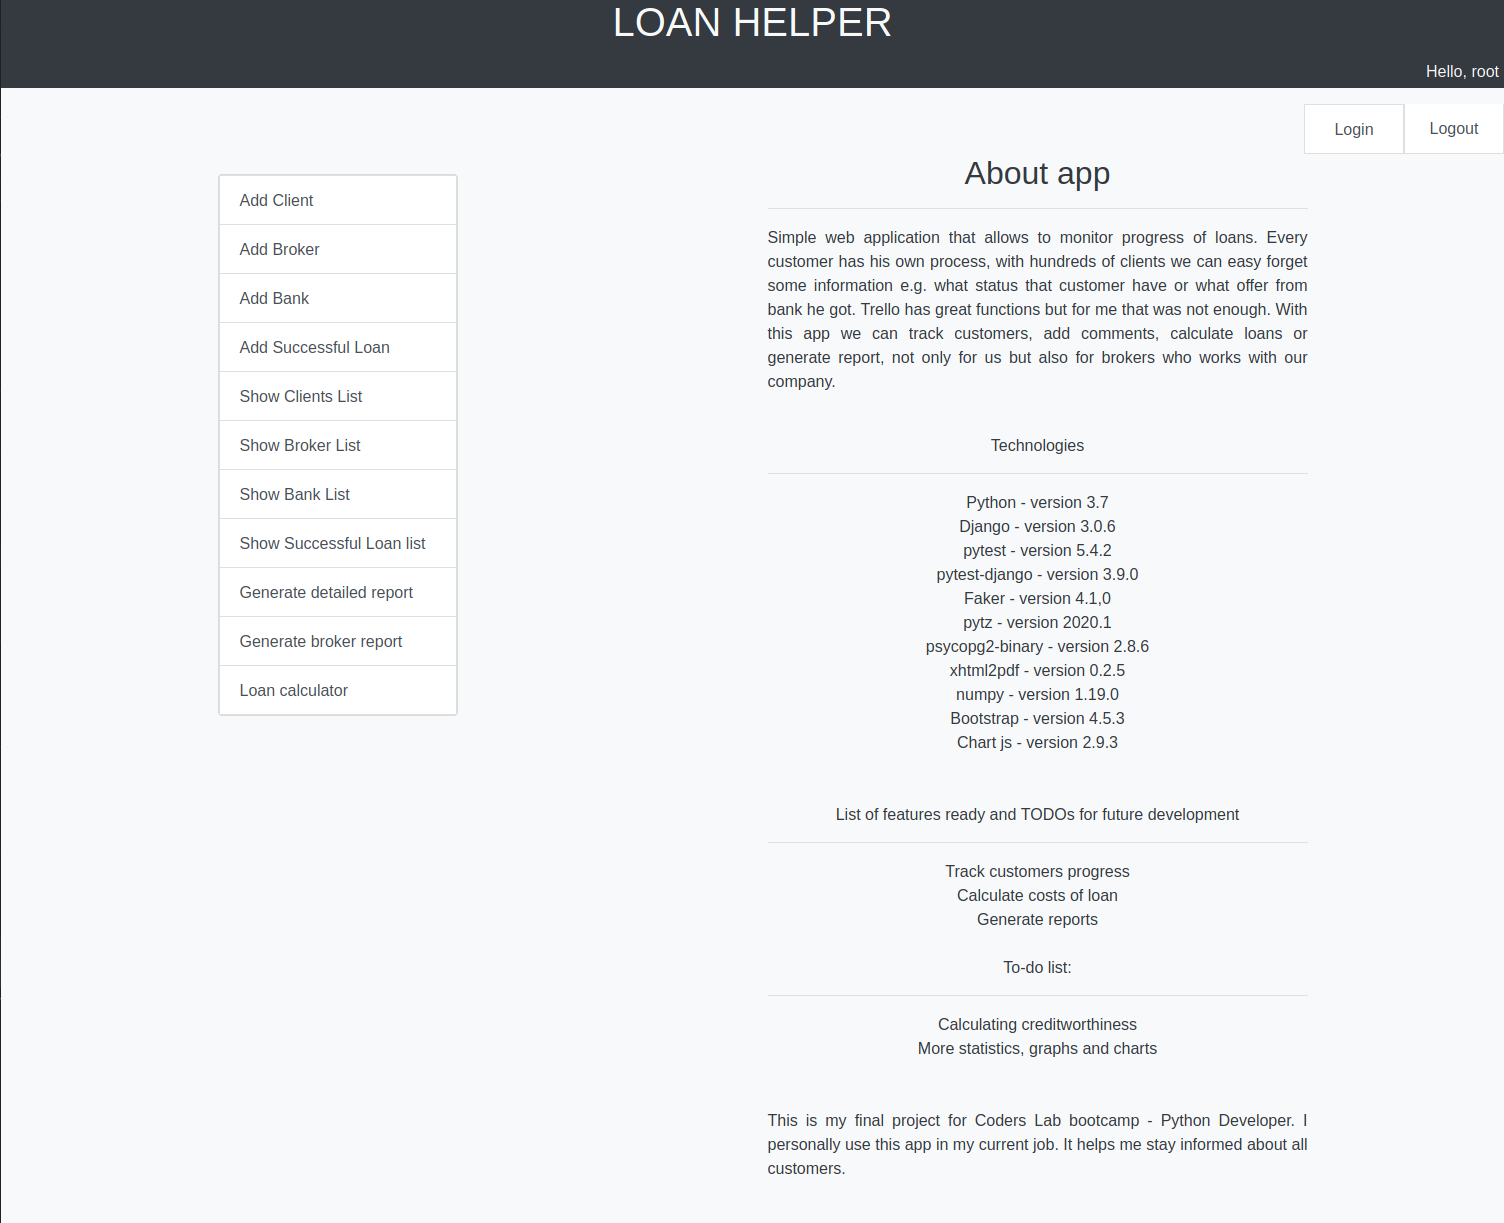 LOAN HELPER
Hello, root
Login
Logout
Add Client
Add Broker
Add Bank
Add Successful Loan
Show Clients List
Show Broker List
Show Bank List
Show Successful Loan list
Generate detailed report
Generate broker report
Loan calculator
About app
Simple web application that allows to monitor progress of loans. Every
customer has his own process, with hundreds of clients we can easy forget
some information e.g. what status that customer have or what offer from
bank he got. Trello has great functions but for me that was not enough. With
this app we can track customers, add comments, calculate loans or
generate report, not only for us but also for brokers who works with our
company.
Technologies
Python - version 3.7
Django - version 3.0.6
pytest - version 5.4.2
pytest-django - version 3.9.0
Faker - version 4.1,0
pytz - version 2020.1
psycopg2-binary - version 2.8.6
xhtml2pdf - version 0.2.5
numpy - version 1.19.0
Bootstrap - version 4.5.3
Chart js - version 2.9.3
List of features ready and TODOs for future development
Track customers progress
Calculate costs of loan
Generate reports
To-do list:
Calculating creditworthiness
More statistics, graphs and charts
This is my final project for Coders Lab bootcamp - Python Developer. I
personally use this app in my current job. It helps me stay informed about all
customers.